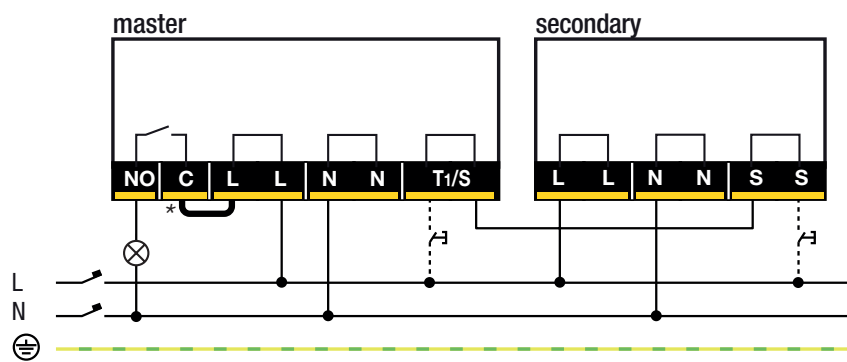 master secondary
NO C L L N N T1/S L L N N S S
*
L
N